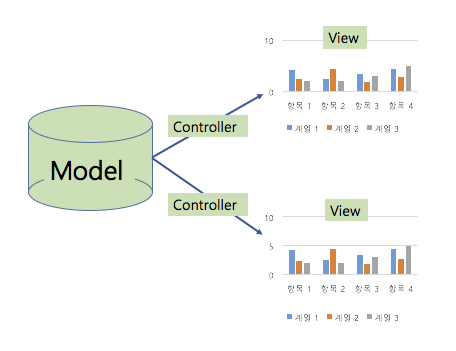 View
10
0
항목 1 항목 2 항목 3 항목 4
계열 1 계열 2 계열 3
Controller
Model
Controller
View
10
5
0
항목 1 항목 2 항목 3 항목 4
계열 1 계열 2 계열 3